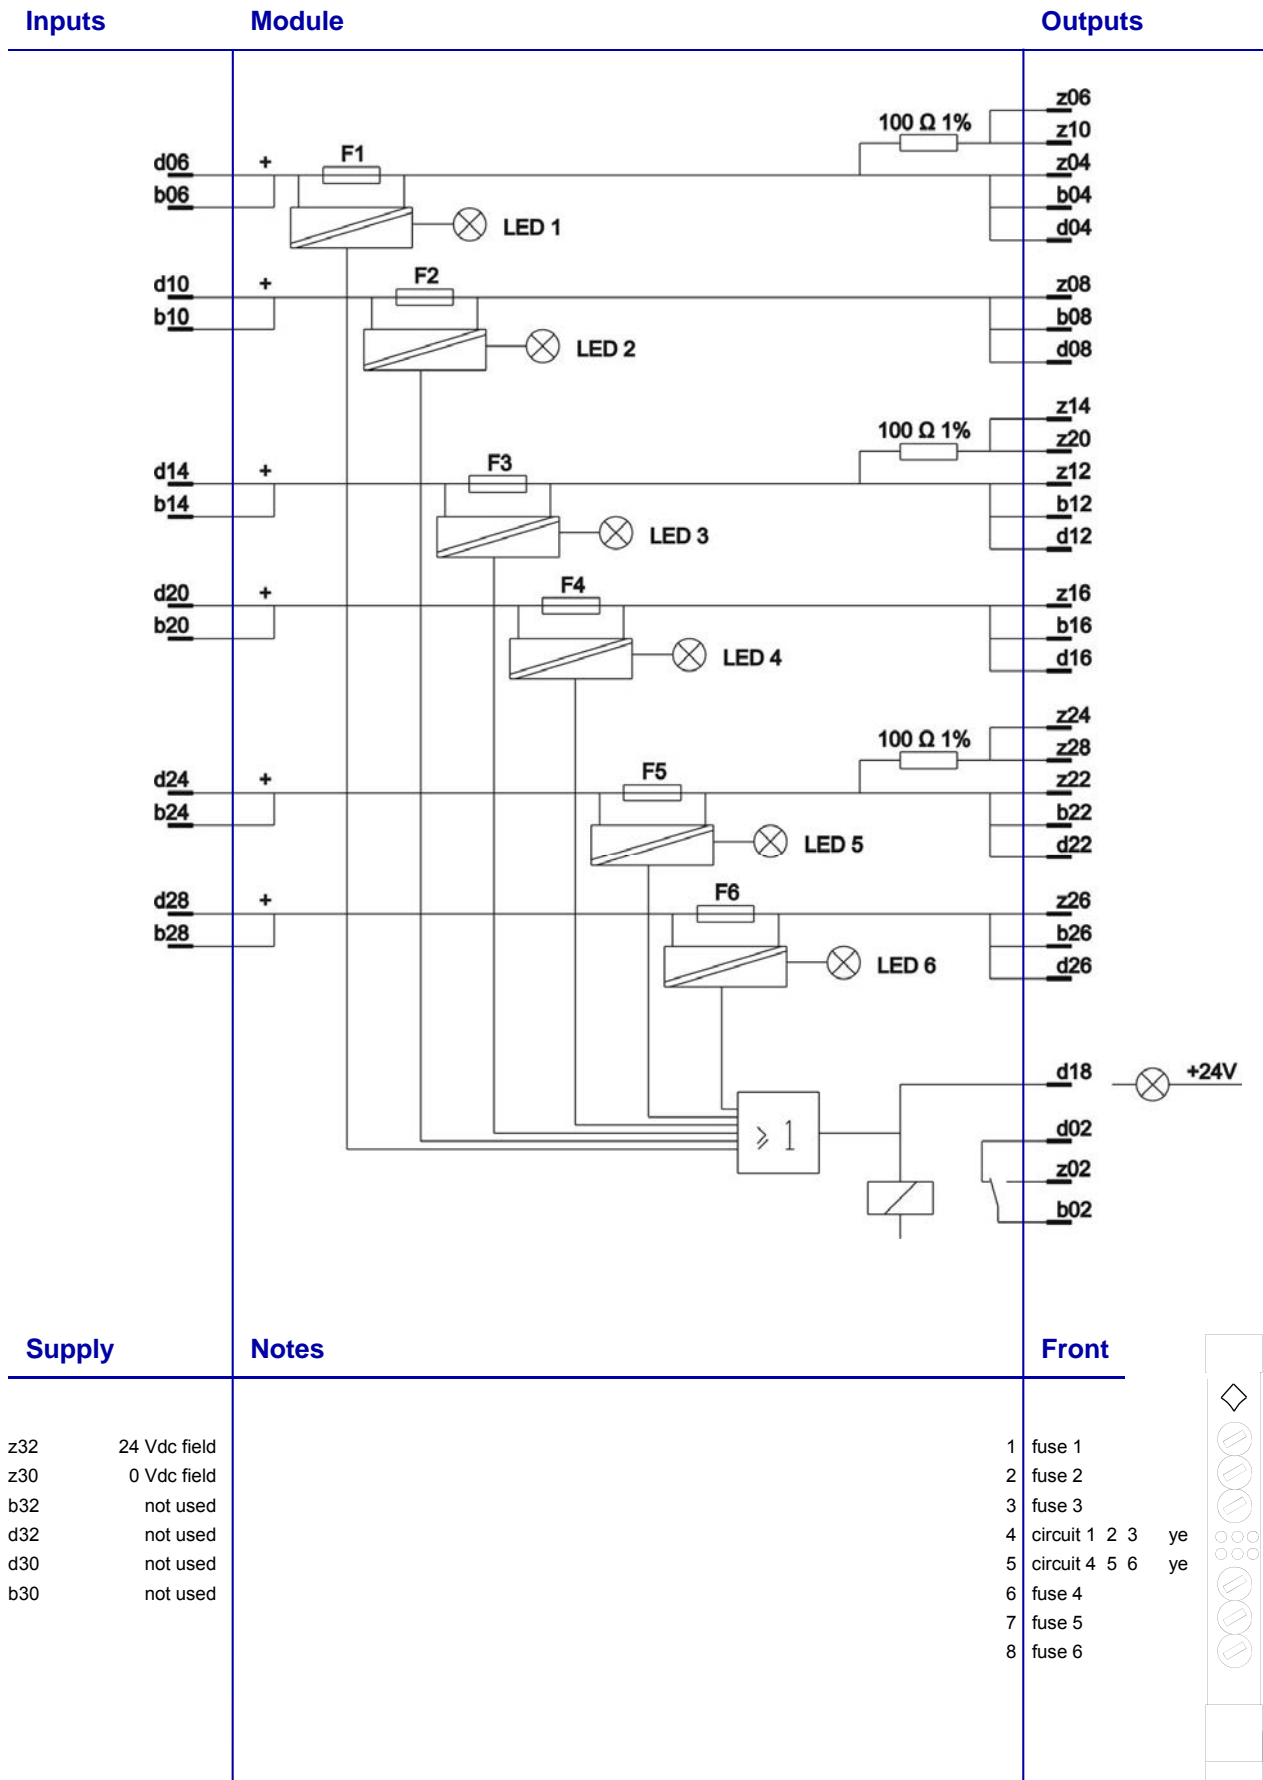 Inputs Module Outputs
z06
100 Ω 1% z10
d06 + F1 z04
b06 b04
LED 1 d04
d10 + F2 z08
b10 b08
LED 2 d08
z14
100 Ω 1% z20
d14 + F3 z12
b14 b12
LED 3 d12
d20 + F4 z16
b20 b16
LED 4 d16
z24
100 Ω 1% z28
d24 + F5 z22
b24 b22
LED 5 d22
d28 + F6 z26
b28 b26
LED 6 d26
d18 +24V
⩾ 1 d02
z02
b02
Supply Notes Front
z32 24 Vdc field 1 fuse 1
z30 0 Vdc field 2 fuse 2
b32 not used 3 fuse 3
d32 not used 4 circuit 1 2 3 ye
d30 not used 5 circuit 4 5 6 ye
b30 not used 6 fuse 4
7 fuse 5
8 fuse 6